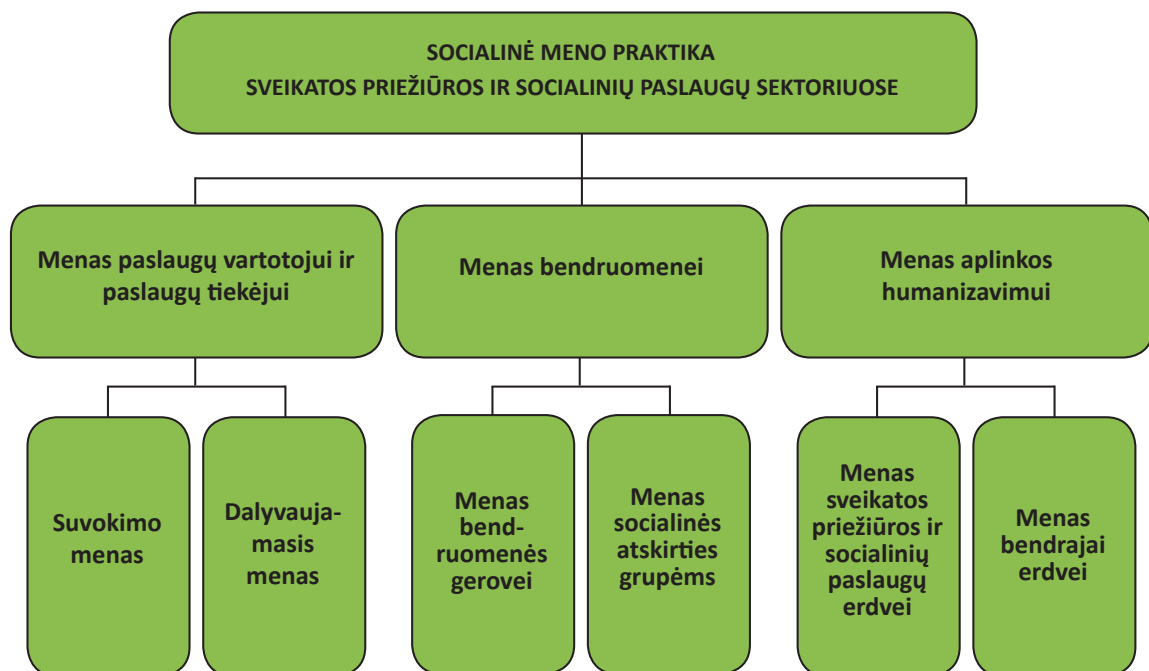 SOCIALINĖ MENO PRAKTIKA
SVEIKATOS PRIEŽIŪROS IR SOCIALINIŲ PASLAUGŲ SEKTORIUOSE
Menas paslaugų vartotojui ir
paslaugų tiekėjui
Menas bendruomenei
Menas aplinkos
humanizavimui
Suvokimo
menas
Dalyvauja-
masis
menas
Menas
bend-
ruomenės
gerovei
Menas
socialinės
atskirties
grupėms
Menas
sveikatos
priežiūros ir
socialinių
paslaugų
erdvei
Menas
bendrajai
erdvei